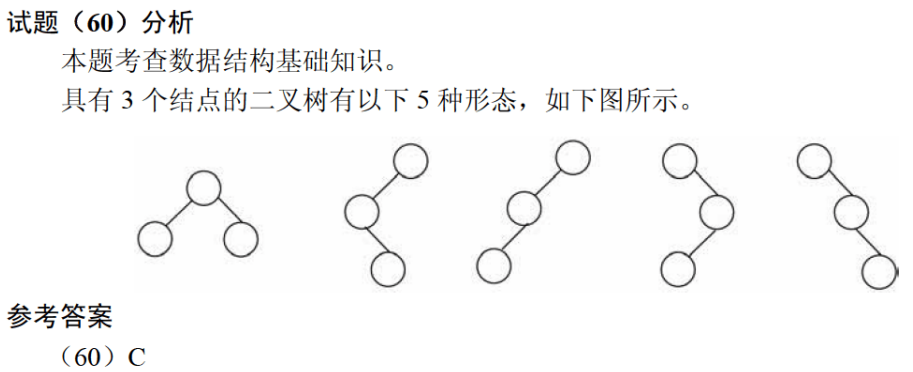 试题（60）分析
本题考查数据结构基础知识。
具有 3 个结点的二叉树有以下 5 种形态，如下图所示。
参考答案
（60）C